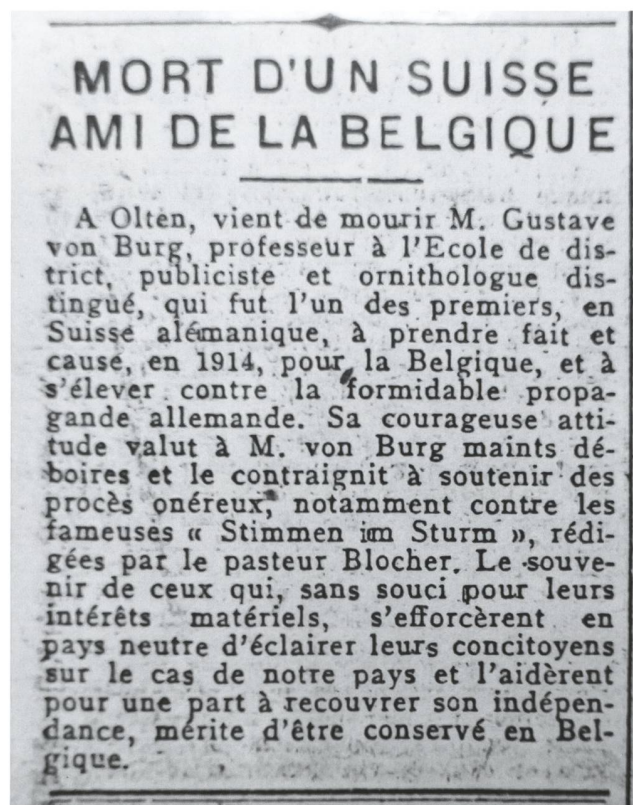 MORT D'UN SUISSE
AMI DE LA BELGIQUE
A Olten, vient de mourir M. Gustave
von Burg, professeur à l'Ecole de dis-
trict, publiciste et ornithologue dis-
tingué, qui fut l'un des premiers, en
Suisse alémanique, à prendre fait et
cause, en 1914, pour la Belgique, et à
s'élever contre la formidable propa-
gande allemande. Sa courageuse atti-
tude valut à M. von Burg maints dé-
boires et le contraignit à soutenir des
procès onéreux, notamment contre les
fameuses « Stimmen im Sturm », rédi-
gées par le pasteur Blocher. Le souve-
nir de ceux qui, sans souci pour leurs
intérêts matériels, s'efforcèrent en
pays neutre d'éclairer leurs concitoyens
sur le cas de notre pays et l'aidèrent
pour une part à recouvrer son indépen-
dance, mérite d'être conservé en Bel-
gique.